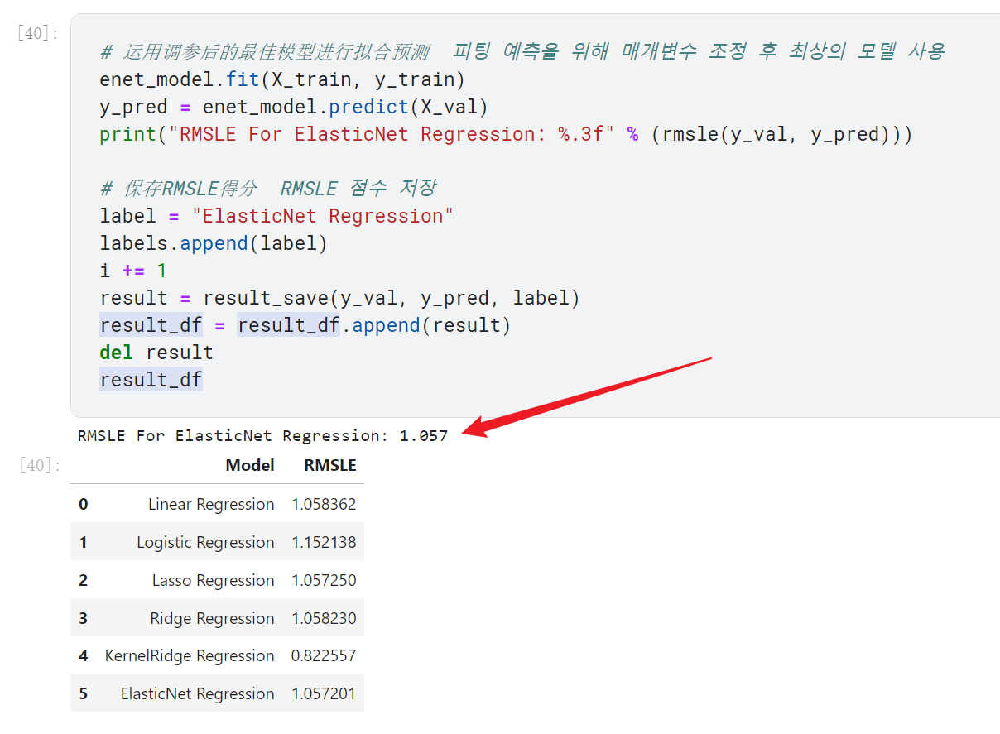 [40]:
# 运用调参后的最佳模型进行拟合预测  피팅 예측을 위해 매개변수 조정 후 최상의 모델 사용
enet_model.fit(X_train, y_train)
y_pred = enet_model.predict(X_val)
print("RMSLE For ElasticNet Regression: %.3f" % (rmsle(y_val, y_pred)))
# 保存RMSLE得分  RMSLE 점수 저장
label = "ElasticNet Regression"
labels.append(label)
i += 1
result = result_save(y_val, y_pred, label)
result_df = result_df.append(result)
del result
result_df
RMSLE For ElasticNet Regression: 1.057
[40]:
Model RMSLE
0 Linear Regression 1.058362
1 Logistic Regression 1.152138
2 Lasso Regression 1.057250
3 Ridge Regression 1.058230
4 KernelRidge Regression 0.822557
5 ElasticNet Regression 1.057201